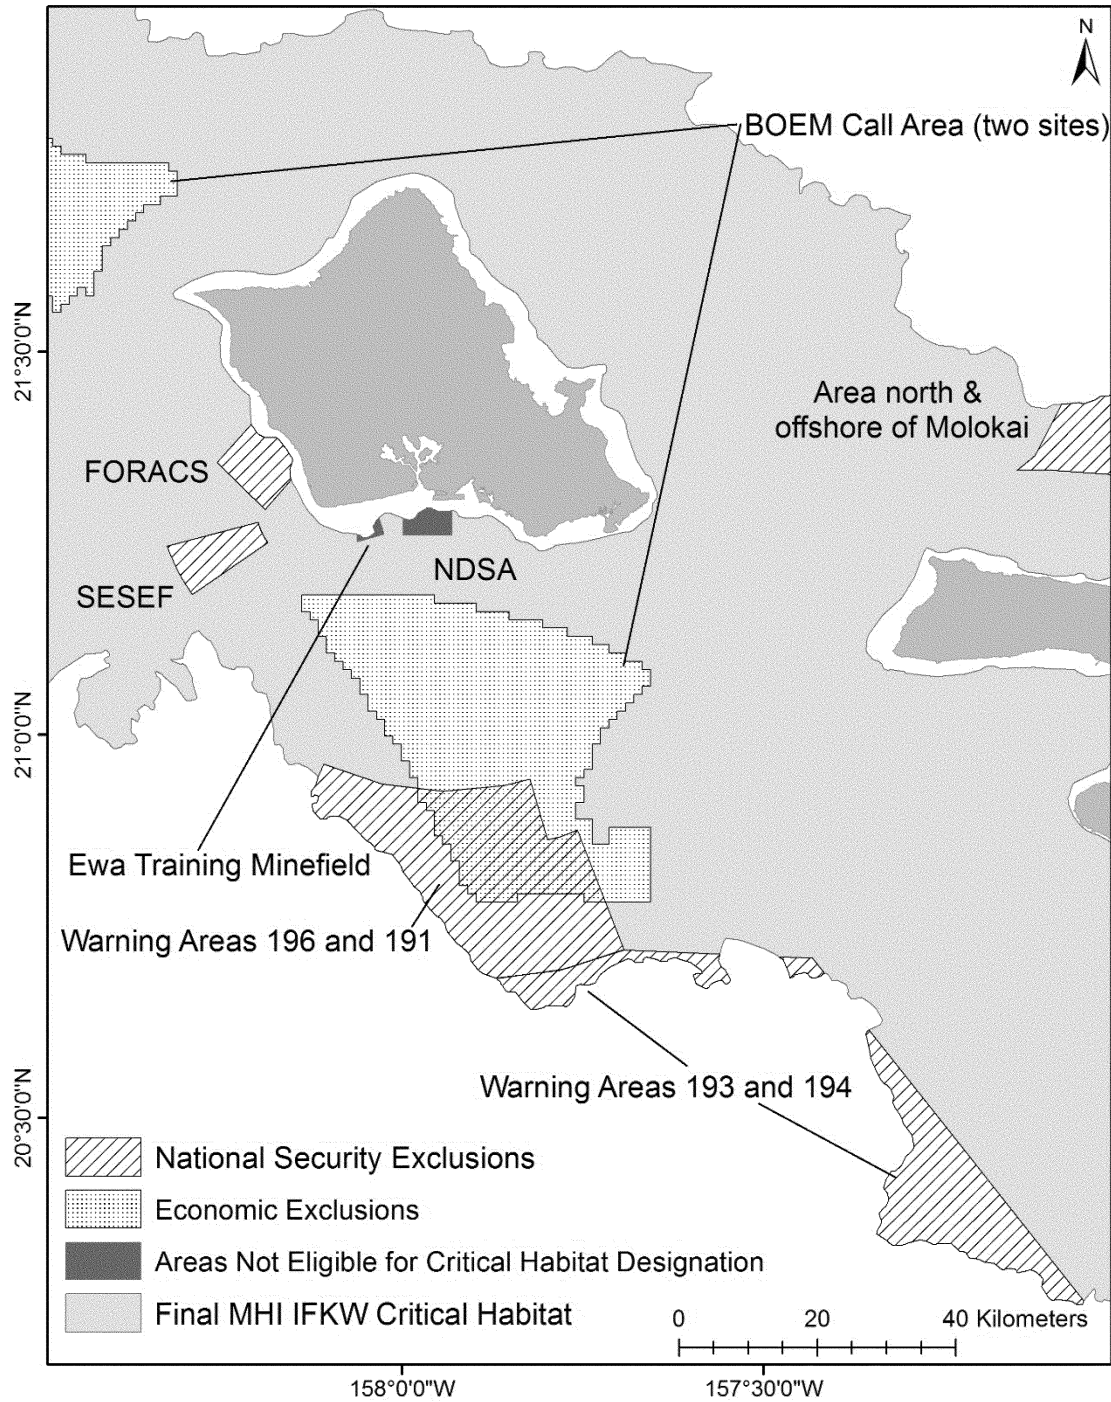 N
BOEM Call Area (two sites)
21°30'0"N
Area north &
offshore of Molokai
FORACS
NDSA
SESEF
21°0'0"N
Ewa Training Minefield
Warning Areas 196 and 191
Warning Areas 193 and 194
20°30'0"N
National Security Exclusions
Economic Exclusions
Areas Not Eligible for Critical Habitat Designation
Final MHI IFKW Critical Habitat
0 20 40 Kilometers
158°0'0"W 157°30'0"W